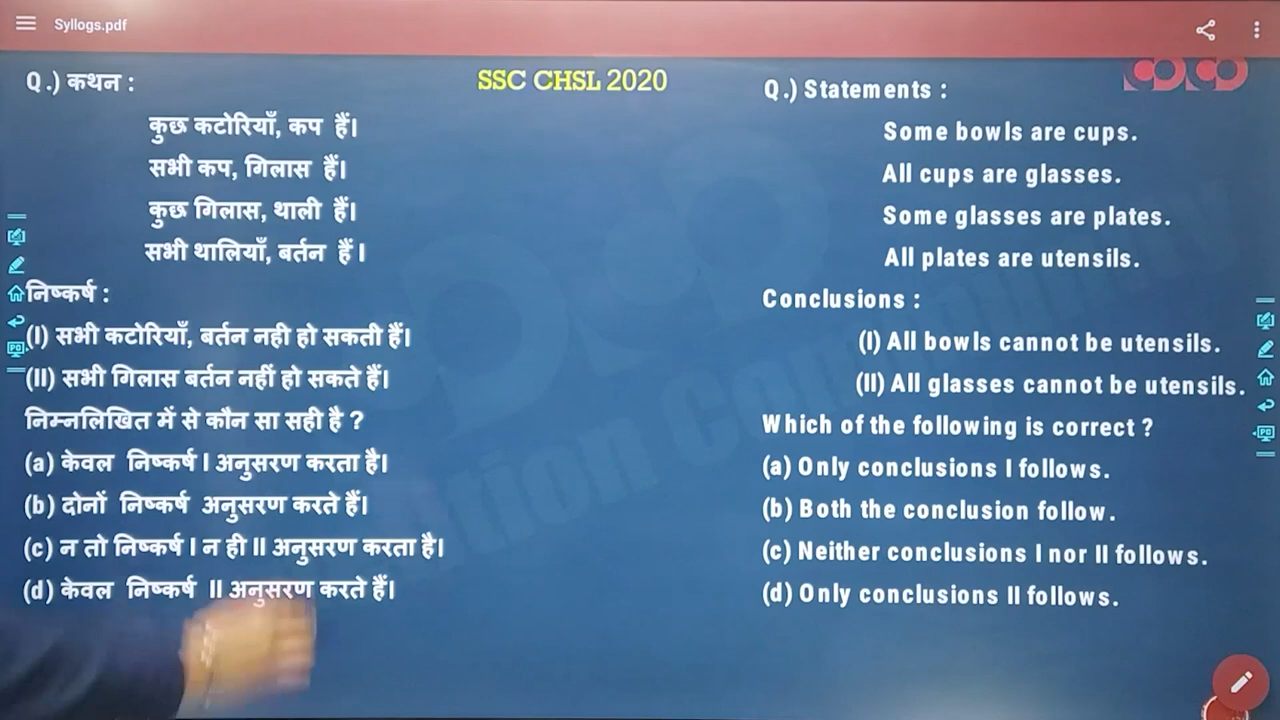 Syllogs.pdf
SSC CHSL 2020
Q.) कथन :
कुछ कटोरियाँ, कप हैं।
सभी कप, गिलास हैं।
कुछ गिलास, थाली हैं।
सभी थालियाँ, बर्तन हैं ।
निष्कर्ष :
(I) सभी कटोरियाँ, बर्तन नही हो सकती हैं।
(II) सभी गिलास बर्तन नहीं हो सकते हैं।
निम्नलिखित में से कौन सा सही है ?
(a) केवल निष्कर्ष I अनुसरण करता है।
(b) दोनों निष्कर्ष अनुसरण करते हैं।
(c) न तो निष्कर्ष I न ही II अनुसरण करता है।
(d) केवल निष्कर्ष II अनुसरण करते हैं।
Q.) Statements :
Some bowls are cups.
All cups are glasses.
Some glasses are plates.
All plates are utensils.
Conclusions :
(I) All bowls cannot be utensils.
(II) All glasses cannot be utensils.
Which of the following is correct ?
(a) Only conclusions I follows.
(b) Both the conclusion follow.
(c) Neither conclusions I nor II follows.
(d) Only conclusions II follows.